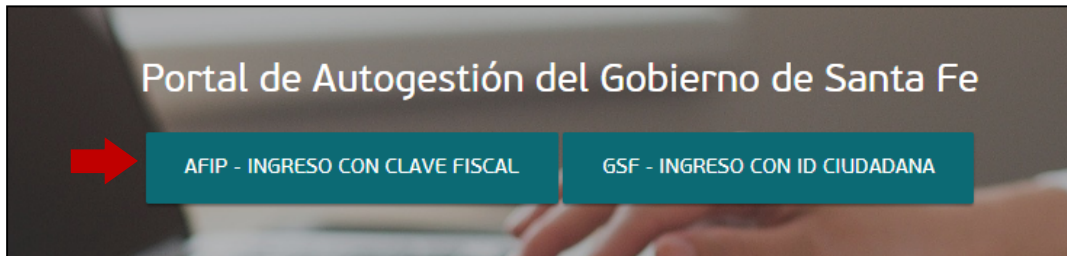 Portal de Autogestión del Gobierno de Santa Fe
AFIP - INGRESO CON CLAVE FISCAL
GSF - INGRESO CON ID CIUDADANA